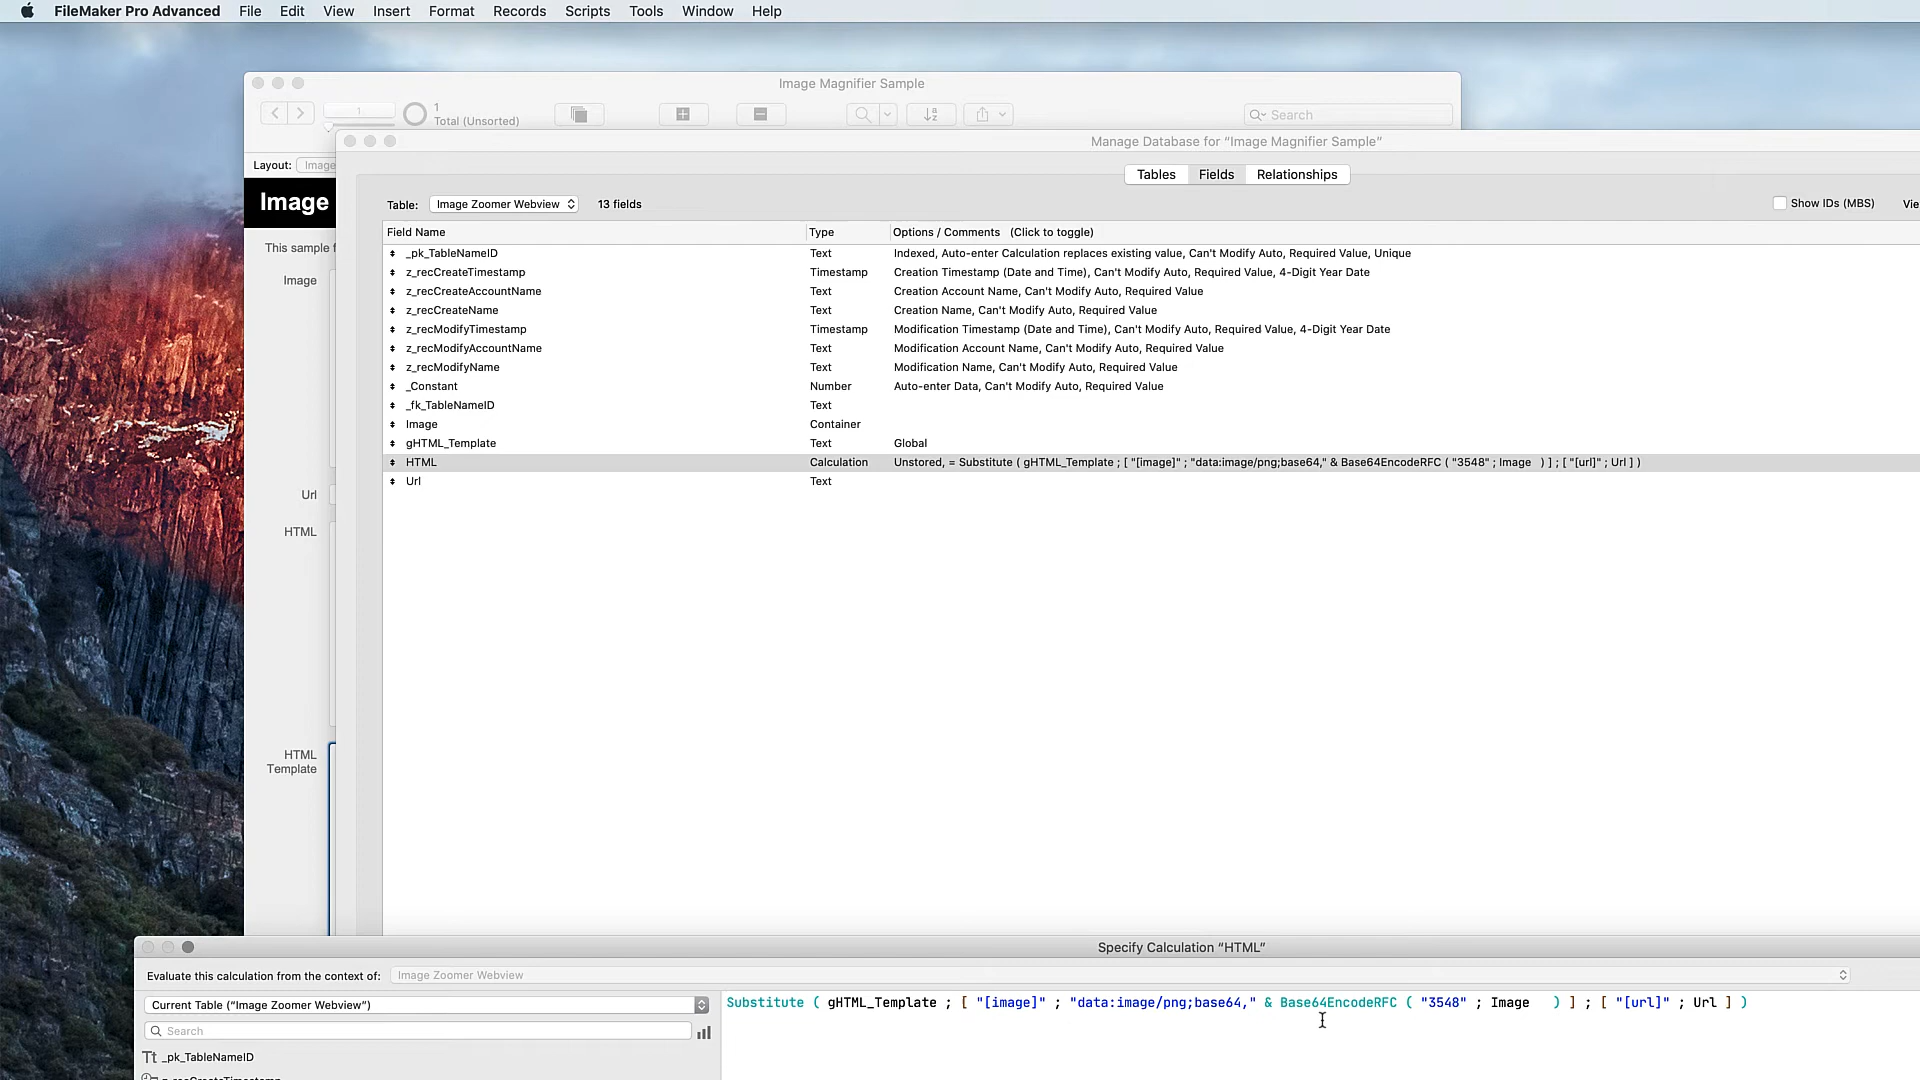 FileMaker Pro Advanced File Edit View Insert Format Records Scripts Tools Window Help
Image Magnifier Sample
1
1
Total (Unsorted)
Search
Manage Database for “Image Magnifier Sample”
Layout: Image
Tables Fields Relationships
Image
Table: Image Zoomer Webview 13 fields
Show IDs (MBS) Vie
Field Name Type Options / Comments (Click to toggle)
This sample f
_pk_TableNameID Text Indexed, Auto-enter Calculation replaces existing value, Can't Modify Auto, Required Value, Unique
z_recCreateTimestamp Timestamp Creation Timestamp (Date and Time), Can't Modify Auto, Required Value, 4-Digit Year Date
Image
z_recCreateAccountName Text Creation Account Name, Can't Modify Auto, Required Value
z_recCreateName Text Creation Name, Can't Modify Auto, Required Value
z_recModifyTimestamp Timestamp Modification Timestamp (Date and Time), Can't Modify Auto, Required Value, 4-Digit Year Date
z_recModifyAccountName Text Modification Account Name, Can't Modify Auto, Required Value
z_recModifyName Text Modification Name, Can't Modify Auto, Required Value
_Constant Number Auto-enter Data, Can't Modify Auto, Required Value
_fk_TableNameID Text
Image Container
gHTML_Template Text Global
HTML Calculation Unstored, = Substitute ( gHTML_Template ; [ "[image]" ; "data:image/png;base64," & Base64EncodeRFC ( "3548" ; Image ) ] ; [ "[url]" ; Url ] )
Url Text
Url
HTML
HTML
Template
Specify Calculation “HTML”
Evaluate this calculation from the context of: Image Zoomer Webview
Current Table (“Image Zoomer Webview”)
Substitute ( gHTML_Template ; [ "[image]" ; "data:image/png;base64," & Base64EncodeRFC ( "3548" ; Image ) ] ; [ "[url]" ; Url ] )
Search
Tt _pk_TableNameID
z_recCreateTimestamp